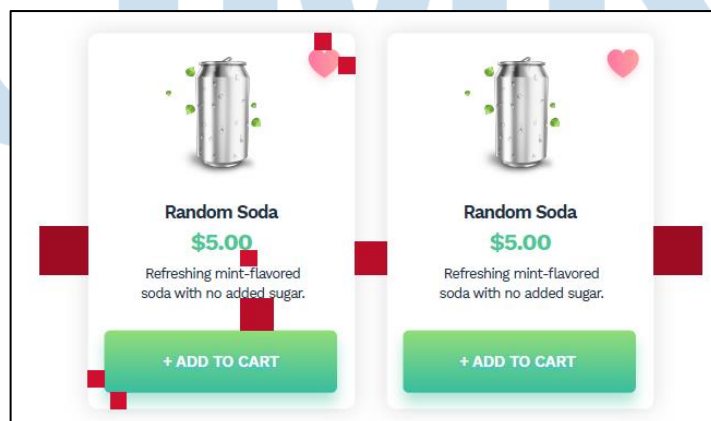 Random Soda
$5.00
Refreshing mint-flavored
soda with no added sugar.
+ ADD TO CART
Random Soda
$5.00
Refreshing mint-flavored
soda with no added sugar.
+ ADD TO CART